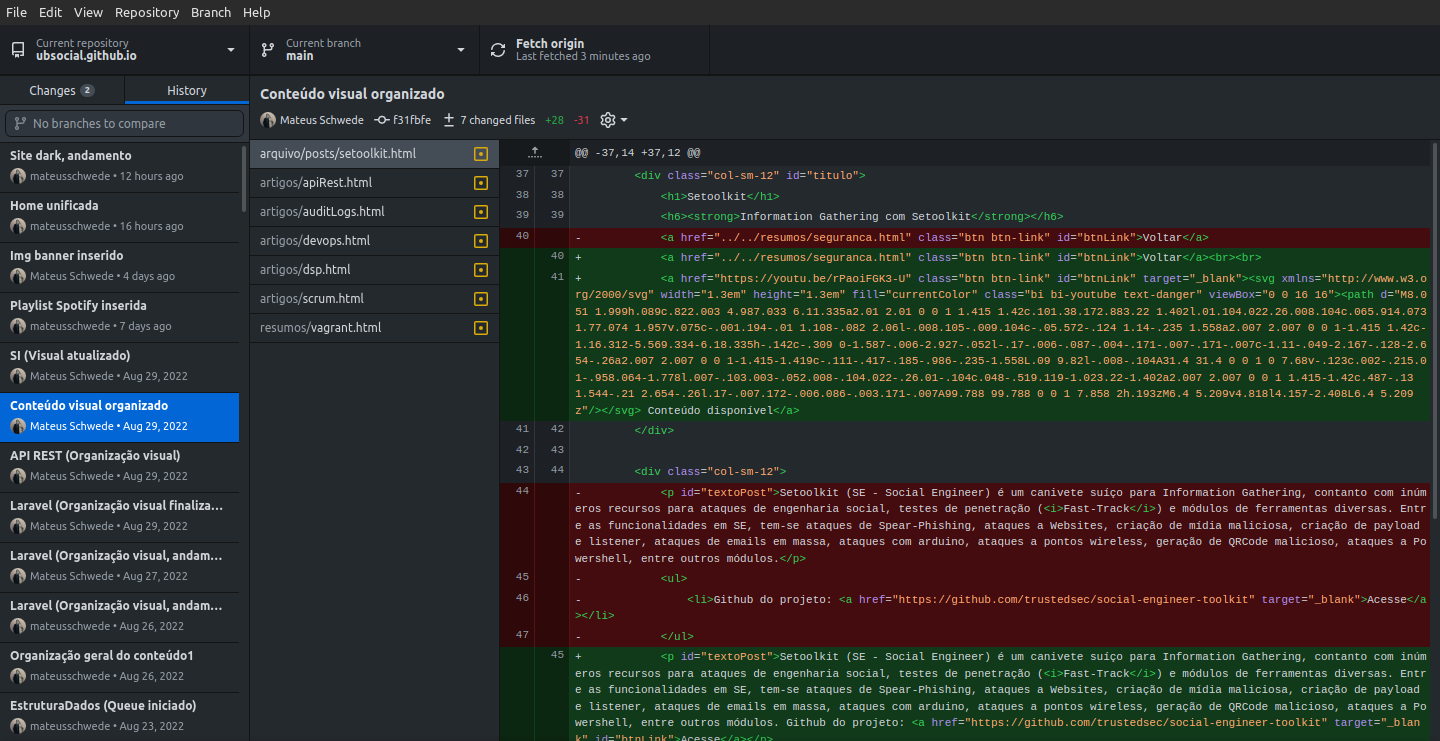 File Edit View Repository Branch Help
Current repository
ubsocial.github.io
Current branch
main
Fetch origin
Last fetched 3 minutes ago
Changes 2
History
No branches to compare
Site dark, andamento
mateusschwede • 12 hours ago
Home unificada
mateusschwede • 16 hours ago
Img banner inserido
Mateus Schwede • 4 days ago
Playlist Spotify inserida
mateusschwede • 7 days ago
SI (Visual atualizado)
Mateus Schwede • Aug 29, 2022
Conteúdo visual organizado
Mateus Schwede • Aug 29, 2022
API REST (Organização visual)
Mateus Schwede • Aug 29, 2022
Laravel (Organização visual finaliza...
Mateus Schwede • Aug 29, 2022
Laravel (Organização visual, andam...
Mateus Schwede • Aug 27, 2022
Laravel (Organização visual, andam...
mateusschwede • Aug 26, 2022
Organização geral do conteúdo1
mateusschwede • Aug 26, 2022
EstruturaDados (Queue iniciado)
mateusschwede • Aug 23, 2022
Conteúdo visual organizado
Mateus Schwede f31fbfe 7 changed files +28 -31
arquivo/posts/setoolkit.html
artigos/apiRest.html
artigos/auditLogs.html
artigos/devops.html
artigos/dsp.html
artigos/scrum.html
resumos/vagrant.html
@@ -37,14 +37,12 @@
37 37 <div class="col-sm-12" id="titulo">
38 38 <h1>Setoolkit</h1>
39 39 <h6><strong>Information Gathering com Setoolkit</strong></h6>
40 - <a href="../../resumos/seguranca.html" class="btn btn-link" id="btnLink">Voltar</a>
40 + <a href="../../resumos/seguranca.html" class="btn btn-link" id="btnLink">Voltar</a><br><br>
41 + <a href="https://youtu.be/rPaoiFGK3-U" class="btn btn-link" id="btnLink" target="_blank"><svg xmlns="http://www.w3.o
rg/2000/svg" width="1.3em" height="1.3em" fill="currentColor" class="bi bi-youtube text-danger" viewBox="0 0 16 16"><path d="M8.0
51 1.999h.089c.822.003 4.987.033 6.11.335a2.01 2.01 0 0 1 1.415 1.42c.101.38.172.883.22 1.402l.01.104.022.26.008.104c.065.914.073
1.77.074 1.957v.075c-.001.194-.01 1.108-.082 2.06l-.008.105-.009.104c-.05.572-.124 1.14-.235 1.558a2.007 2.007 0 0 1-1.415 1.42c-
1.16.312-5.569.334-6.18.335h-.142c-.309 0-1.587-.006-2.927-.052l-.17-.006-.087-.004-.171-.007-.171-.007c-1.11-.049-2.167-.128-2.6
54-.26a2.007 2.007 0 0 1-1.415-1.419c-.111-.417-.185-.986-.235-1.558L.09 9.82l-.008-.104A31.4 31.4 0 0 1 0 7.68v-.123c.002-.215.0
1-.958.064-1.778l.007-.103.003-.052.008-.104.022-.26.01-.104c.048-.519.119-1.023.22-1.402a2.007 2.007 0 0 1 1.415-1.42c.487-.13
1.544-.21 2.654-.26l.17-.007.172-.006.086-.003.171-.007A99.788 99.788 0 0 1 7.858 2h.193zM6.4 5.209v4.818l4.157-2.408L6.4 5.209
z"/></svg> Conteúdo disponível</a>
41 42 </div>
42 43
43 44 <div class="col-sm-12">
44 - <p id="textoPost">Setoolkit (SE - Social Engineer) é um canivete suíço para Information Gathering, contanto com inúm
eros recursos para ataques de engenharia social, testes de penetração (<i>Fast-Track</i>) e módulos de ferramentas diversas. Entr
e as funcionalidades em SE, tem-se ataques de Spear-Phishing, ataques a Websites, criação de mídia maliciosa, criação de payload
e listener, ataques de emails em massa, ataques com arduino, ataques a pontos wireless, geração de QRCode malicioso, ataques a Po
wershell, entre outros módulos.</p>
45 - <ul>
46 - <li>Github do projeto: <a href="https://github.com/trustedsec/social-engineer-toolkit" target="_blank">Acesse</a
></li>
47 - </ul>
45 + <p id="textoPost">Setoolkit (SE - Social Engineer) é um canivete suíço para Information Gathering, contanto com inúm
eros recursos para ataques de engenharia social, testes de penetração (<i>Fast-Track</i>) e módulos de ferramentas diversas. Entr
e as funcionalidades em SE, tem-se ataques de Spear-Phishing, ataques a Websites, criação de mídia maliciosa, criação de payload
e listener, ataques de emails em massa, ataques com arduino, ataques a pontos wireless, geração de QRCode malicioso, ataques a Po
wershell, entre outros módulos. Github do projeto: <a href="https://github.com/trustedsec/social-engineer-toolkit" target="_blan
k" id="btnLink">Acesse</a></p>